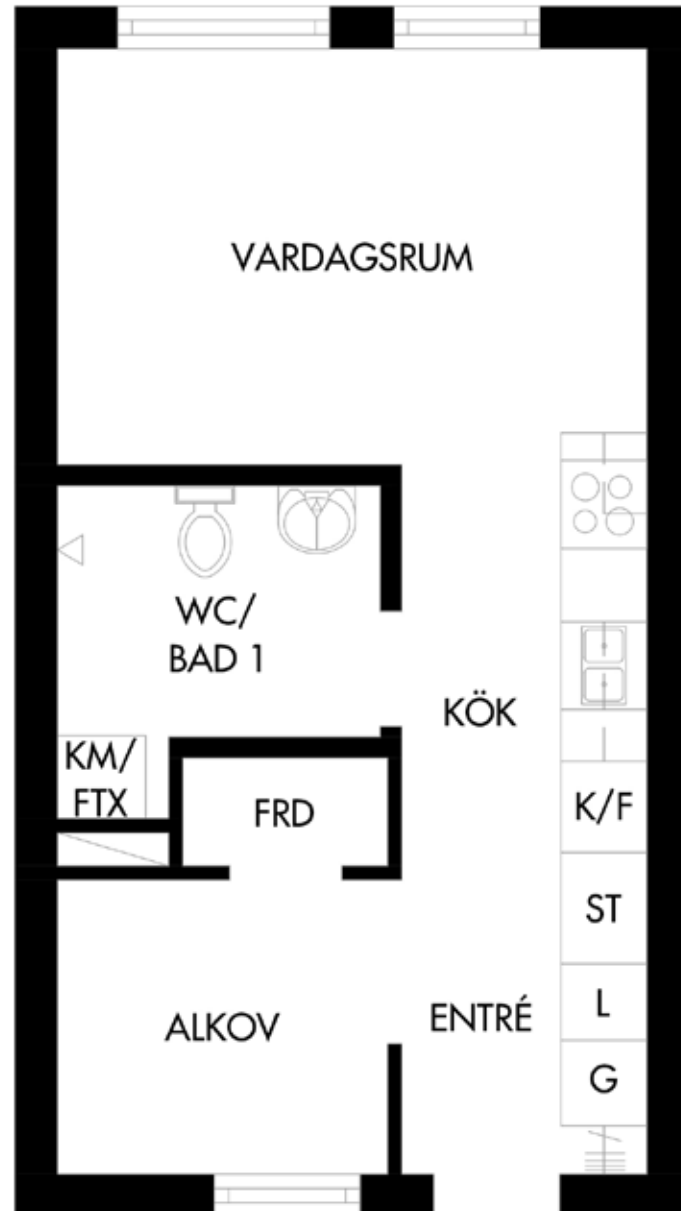 VARDAGSRUM
WC/
BAD 1
KÖK
KM/
FTX
FRD
K/F
ST
L
ALKOV
ENTRÉ
G